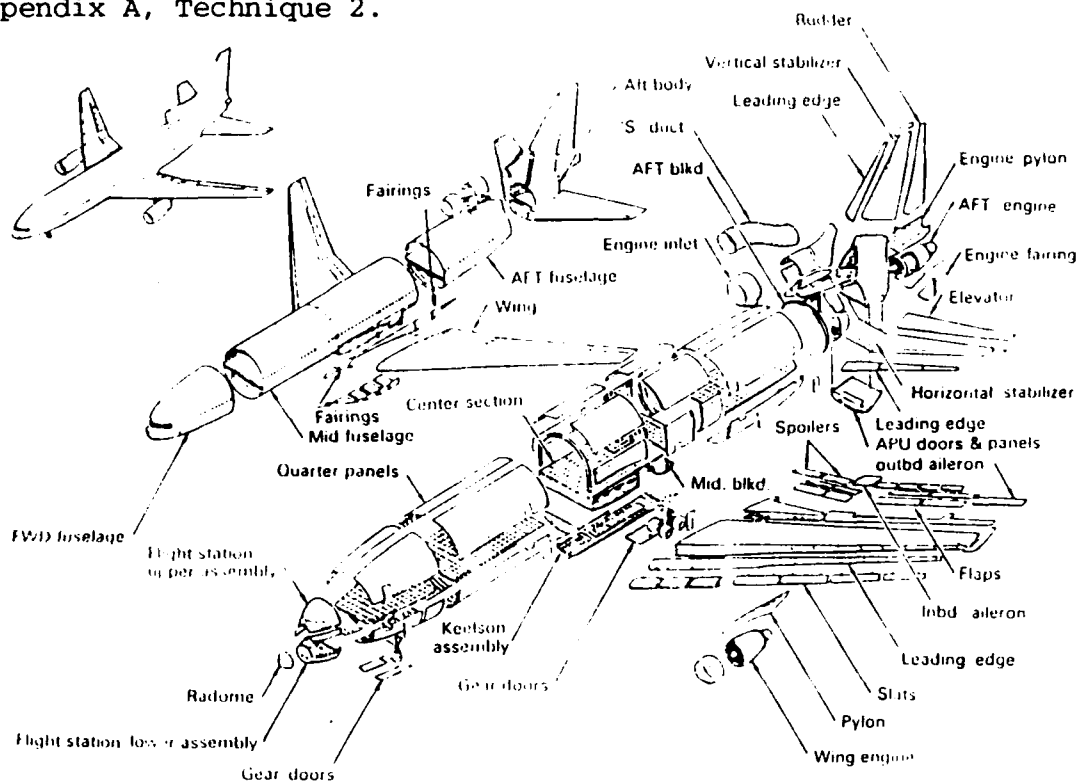 pendix A, Technique 2.
Rudder
Vertical stabilizer
Aft body
Leading edge
'S' duct
AFT blkd
Engine pylon
Fairings
AFT engine
Engine inlet
Engine fairing
AFT fuselage
Elevator
Wing
Horizontal stabilizer
Fairings
Center section
Mid fuselage
Leading edge
Spoilers
APU doors & panels
outbd aileron
Quarter panels
Mid. blkd
FWD fuselage
Flight station
upper assembly
Flaps
Inbd aileron
Keelson
assembly
Leading edge
Gear doors
Radome
Slats
Pylon
Flight station lower assembly
Wing engine
Gear doors